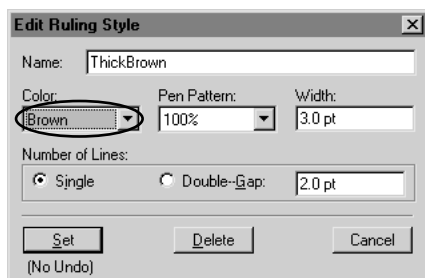 Edit Ruling Style
Name: ThickBrown
Color: Pen Pattern: Width:
Brown 100% 3.0 pt
Number of Lines:
Single Double--Gap: 2.0 pt
Set Delete Cancel
(No Undo)